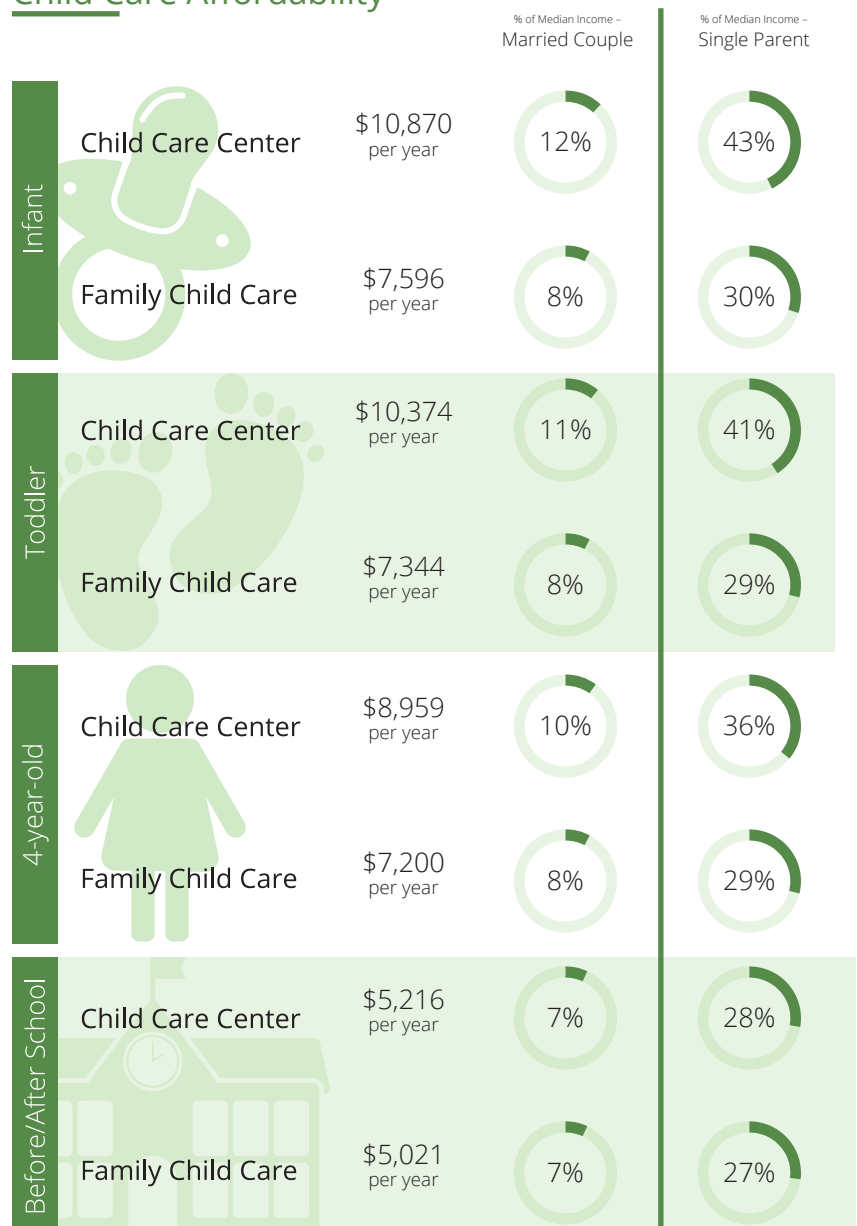 Child Care Affordability
% of Median Income –
Married Couple
% of Median Income –
Single Parent
Infant
Child Care Center
$10,870
per year
12%
43%
Family Child Care
$7,596
per year
8%
30%
Toddler
Child Care Center
$10,374
per year
11%
41%
Family Child Care
$7,344
per year
8%
29%
4-year-old
Child Care Center
$8,959
per year
10%
36%
Family Child Care
$7,200
per year
8%
29%
Before/After School
Child Care Center
$5,216
per year
7%
28%
Family Child Care
$5,021
per year
7%
27%